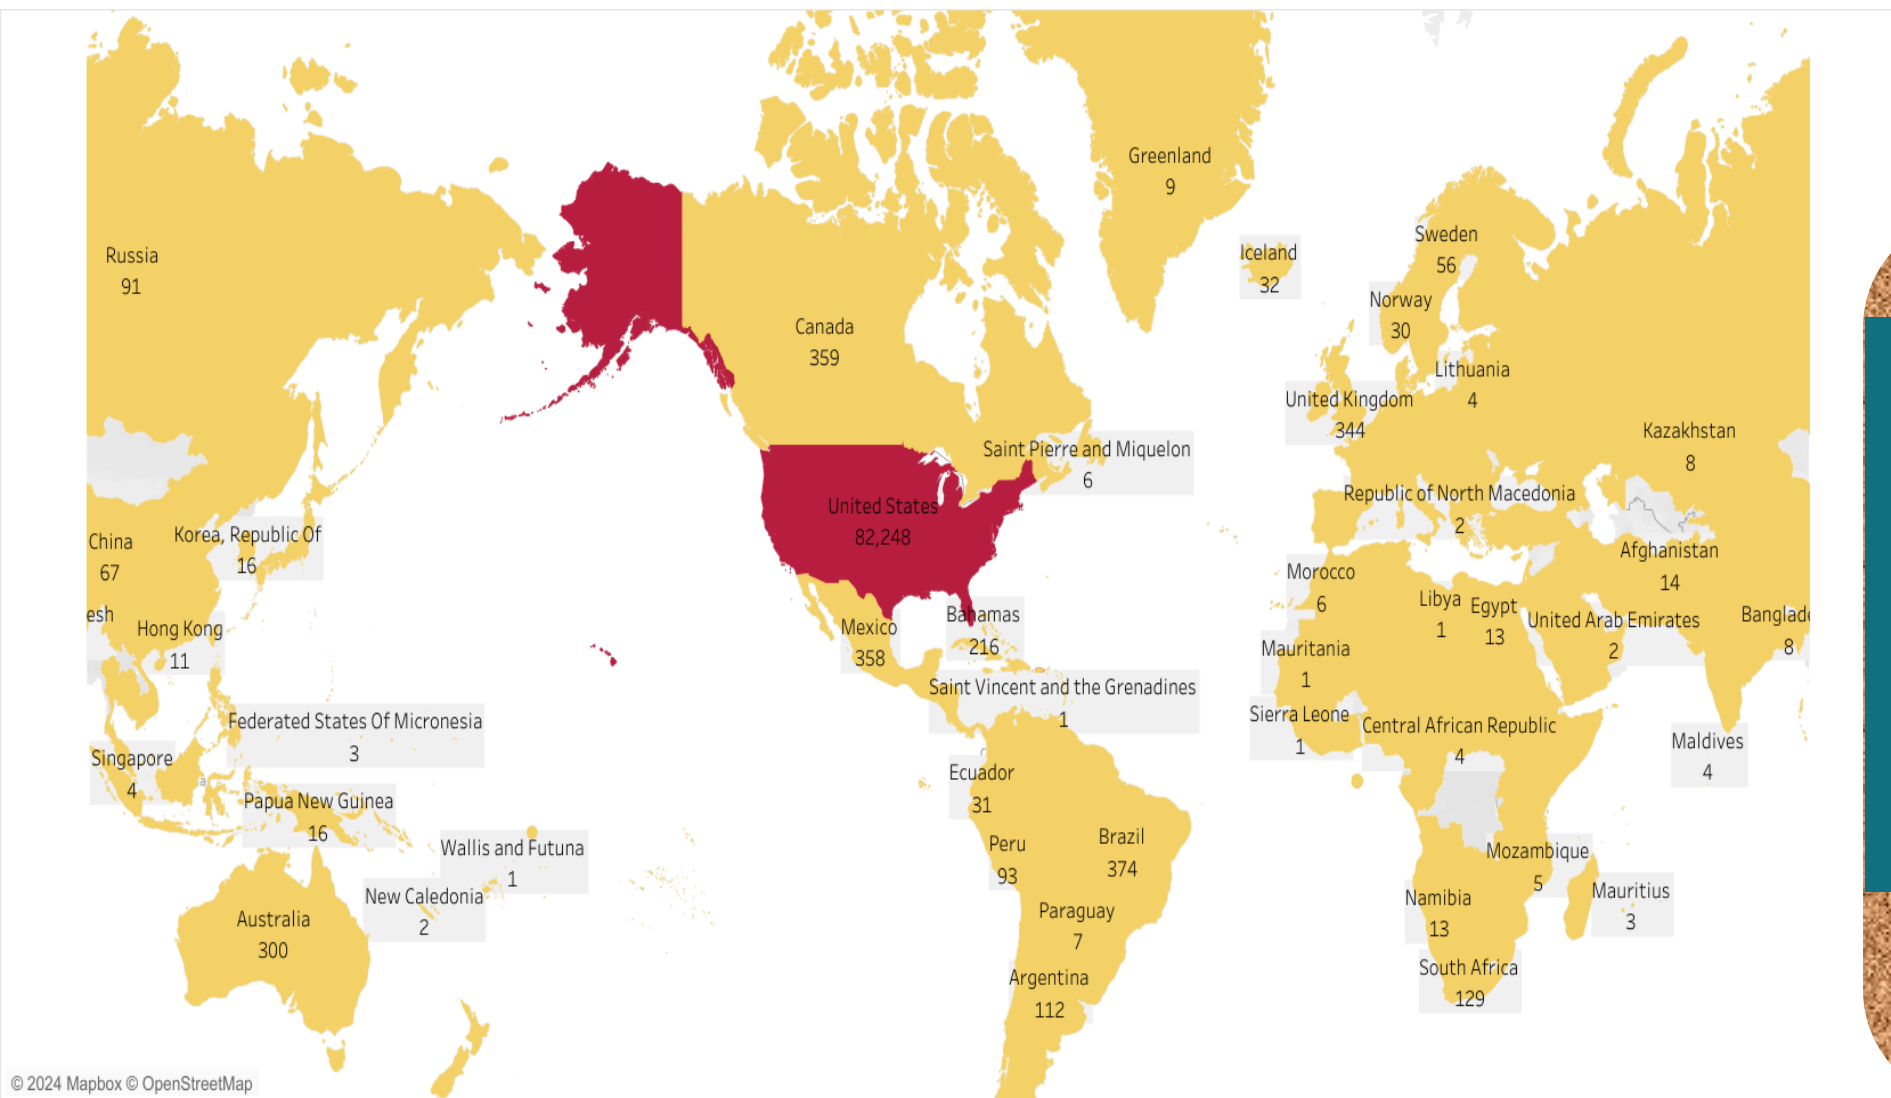 Greenland
9
Russia
91
Iceland
32
Sweden
56
Norway
30
Canada
359
Lithuania
4
United Kingdom
344
Kazakhstan
8
Saint Pierre and Miquelon
6
Republic of North Macedonia
2
United States
82,248
China
67
Korea, Republic Of
16
Afghanistan
14
Morocco
6
Libya
1
Egypt
13
United Arab Emirates
2
Banglade
8
esh
Hong Kong
11
Mexico
358
Bahamas
216
Mauritania
1
Saint Vincent and the Grenadines
1
Sierra Leone
1
Central African Republic
4
Federated States Of Micronesia
3
Maldives
4
Singapore
4
Ecuador
31
Papua New Guinea
16
Wallis and Futuna
1
Peru
93
Brazil
374
Mozambique
5
New Caledonia
2
Namibia
13
Mauritius
3
Australia
300
Paraguay
7
Argentina
112
South Africa
129
© 2024 Mapbox © OpenStreetMap